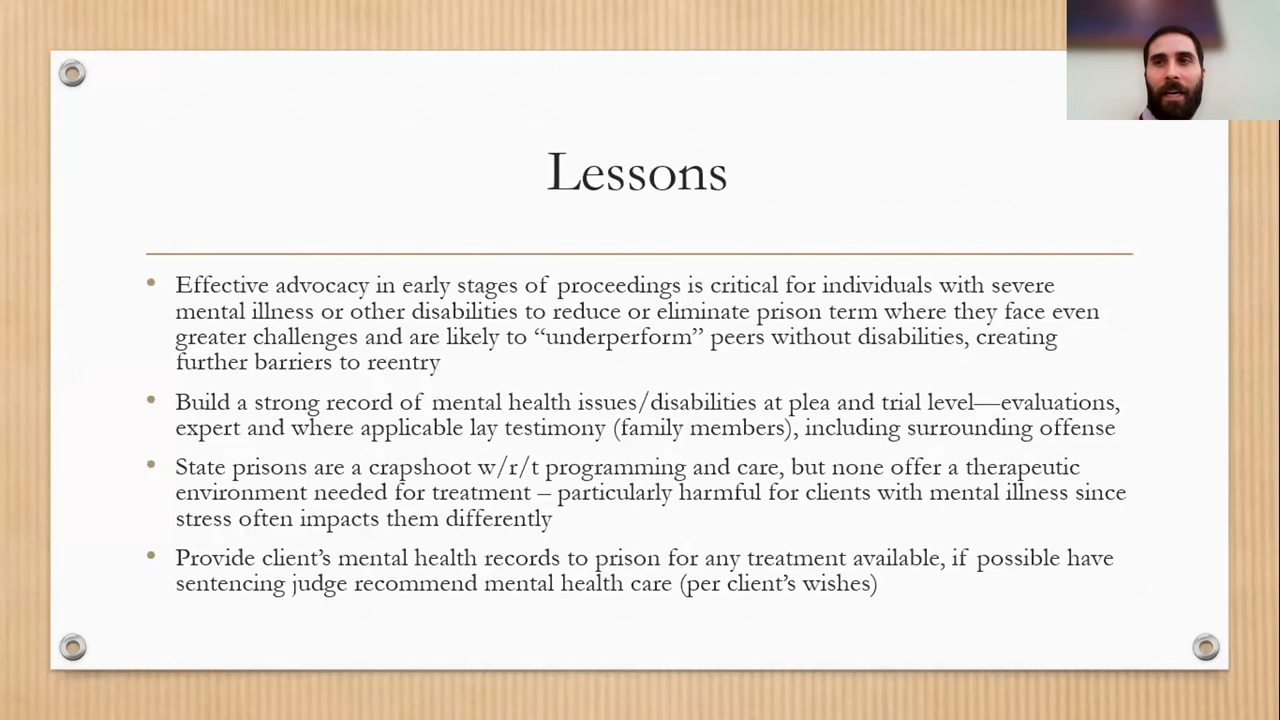 Lessons
• Effective advocacy in early stages of proceedings is critical for individuals with severe
mental illness or other disabilities to reduce or eliminate prison term where they face even
greater challenges and are likely to “underperform” peers without disabilities, creating
further barriers to reentry
• Build a strong record of mental health issues/disabilities at plea and trial level—evaluations,
expert and where applicable lay testimony (family members), including surrounding offense
• State prisons are a crapshoot w/r/t programming and care, but none offer a therapeutic
environment needed for treatment – particularly harmful for clients with mental illness since
stress often impacts them differently
• Provide client’s mental health records to prison for any treatment available, if possible have
sentencing judge recommend mental health care (per client’s wishes)